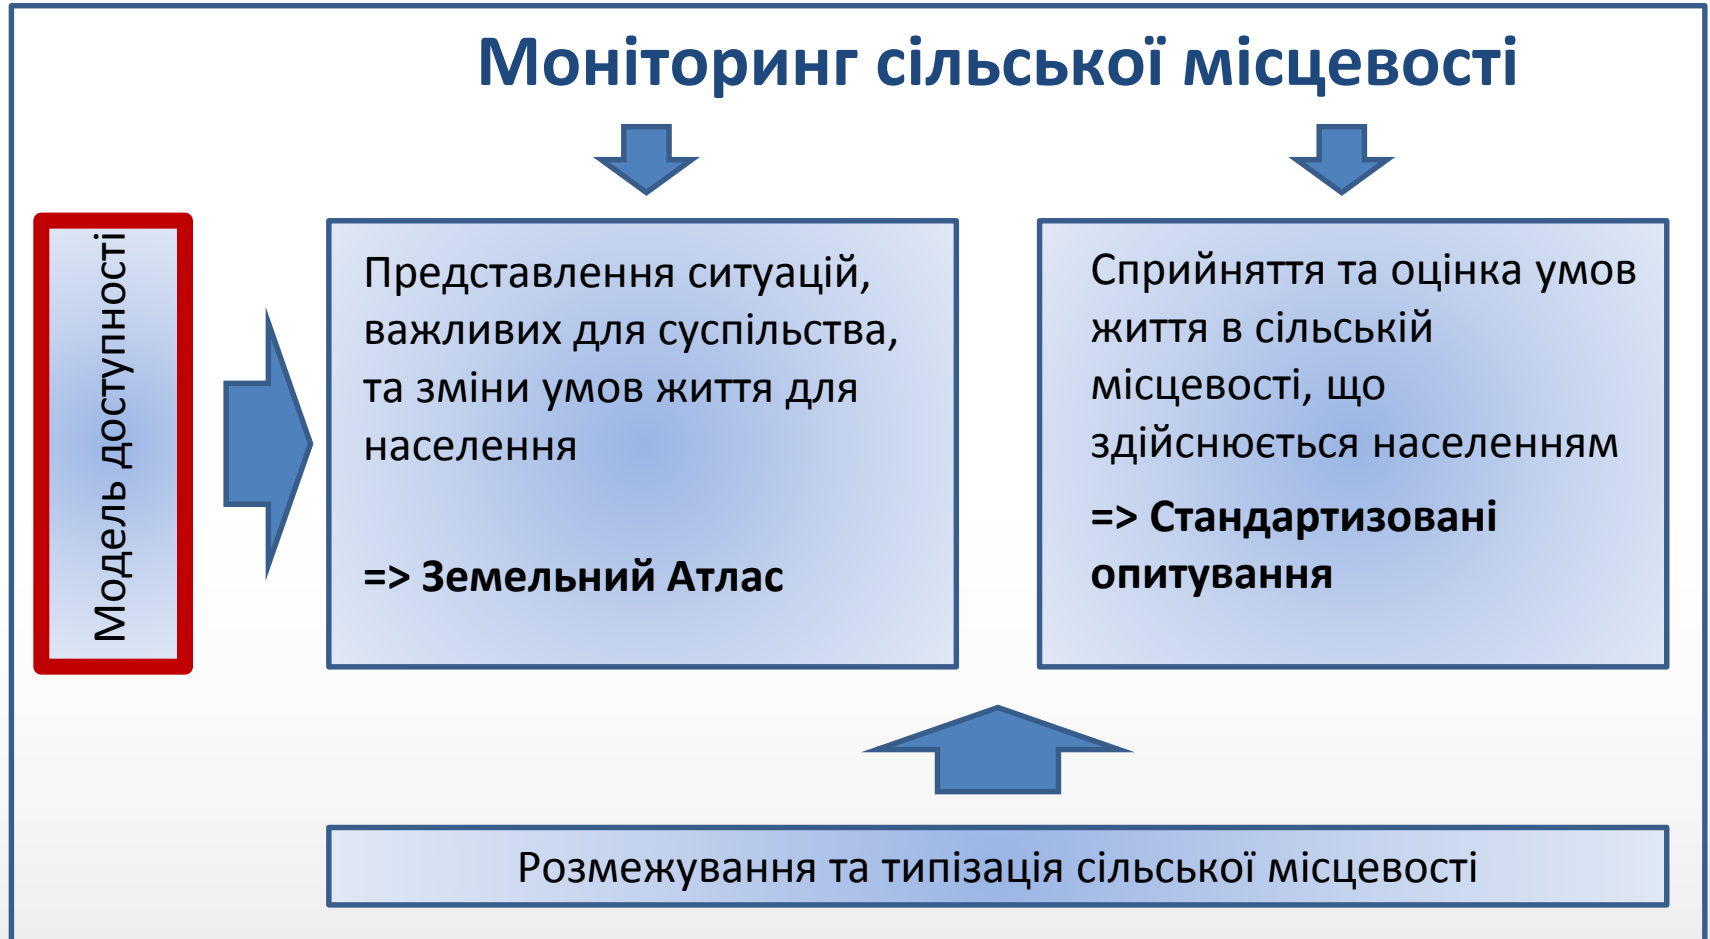 Моніторинг сільської місцевості
Модель доступності
Представлення ситуацій,
важливих для суспільства,
та зміни умов життя для
населення
=> Земельний Атлас
Сприйняття та оцінка умов
життя в сільській
місцевості, що
здійснюється населенням
=> Стандартизовані
опитування
Розмежування та типізація сільської місцевості